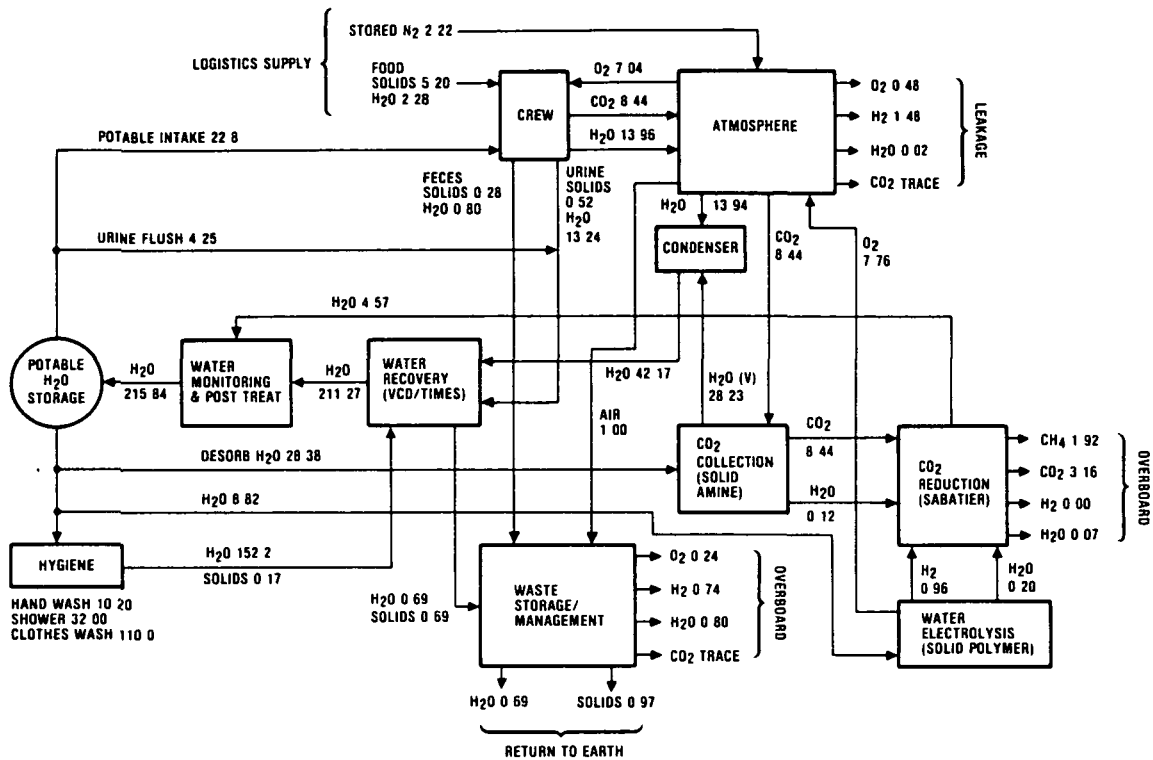 STORED N2 2 22
LOGISTICS SUPPLY
FOOD
SOLIDS 5 20
H2O 2 28
O2 7 04
CREW
CO2 8 44
H2O 13 96
ATMOSPHERE
O2 0 48
H2 1 48
H2O 0 02
CO2 TRACE
LEAKAGE
POTABLE INTAKE 22 8
FECES
SOLIDS 0 28
H2O 0 80
URINE
SOLIDS
0 52
H2O
13 24
H2O 13 94
CONDENSER
CO2
8 44
O2
7 76
URINE FLUSH 4 25
H2O 4 57
POTABLE
H2O
STORAGE
H2O
215 84
WATER
MONITORING
& POST TREAT
H2O
211 27
WATER
RECOVERY
(VCD/TIMES)
H2O 42 17
H2O (V)
28 23
AIR
1 00
DESORB H2O 28 38
CO2
COLLECTION
(SOLID
AMINE)
CO2
8 44
H2O
0 12
CO2
REDUCTION
(SABATIER)
CH4 1 92
CO2 3 16
H2 0 00
H2O 0 07
OVERBOARD
H2O 8 82
HYGIENE
H2O 152 2
SOLIDS 0 17
HAND WASH 10 20
SHOWER 32 00
CLOTHES WASH 110 0
H2O 0 69
SOLIDS 0 69
WASTE
STORAGE/
MANAGEMENT
O2 0 24
H2 0 74
H2O 0 80
CO2 TRACE
OVERBOARD
H2
0 96
H2O
0 20
WATER
ELECTROLYSIS
(SOLID POLYMER)
H2O 0 69
SOLIDS 0 97
RETURN TO EARTH